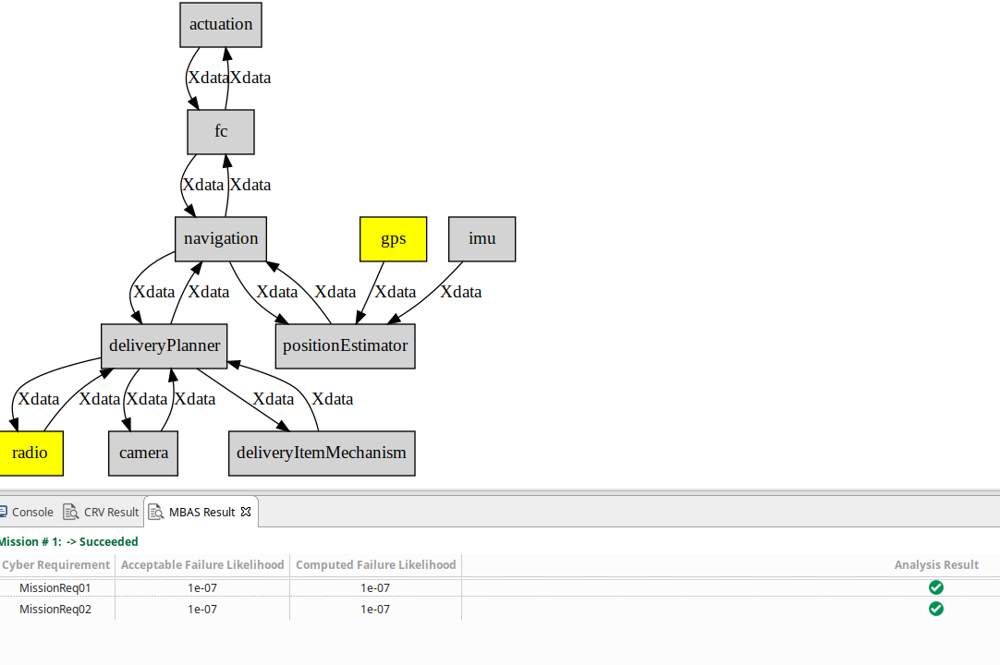 actuation
Xdata Xdata
fc
Xdata Xdata
navigation gps imu
Xdata Xdata Xdata Xdata Xdata Xdata
deliveryPlanner positionEstimator
Xdata Xdata Xdata Xdata Xdata Xdata
radio camera deliveryItemMechanism
Console CRV Result MBAS Result
Mission # 1: -> Succeeded
Cyber Requirement Acceptable Failure Likelihood Computed Failure Likelihood Analysis Result
MissionReq01 1e-07 1e-07
MissionReq02 1e-07 1e-07